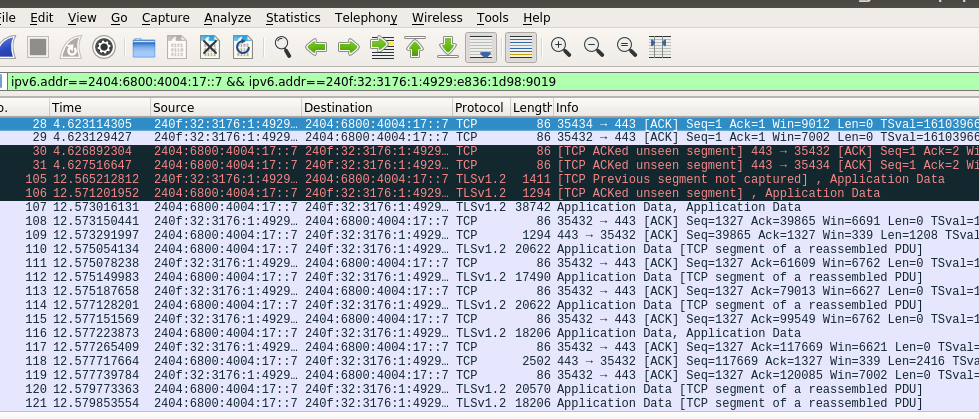 File Edit View Go Capture Analyze Statistics Telephony Wireless Tools Help
ipv6.addr==2404:6800:4004:17::7 && ipv6.addr==240f:32:3176:1:4929:e836:1d98:9019
o. Time Source Destination Protocol Length Info
28 4.623114305 240f:32:3176:1:4929… 2404:6800:4004:17::7 TCP 86 35434 → 443 [ACK] Seq=1 Ack=1 Win=9012 Len=0 TSval=16103966
29 4.623129427 240f:32:3176:1:4929… 2404:6800:4004:17::7 TCP 86 35432 → 443 [ACK] Seq=1 Ack=1 Win=7002 Len=0 TSval=16103966
30 4.626892304 2404:6800:4004:17::7 240f:32:3176:1:4929… TCP 86 [TCP ACKed unseen segment] 443 → 35432 [ACK] Seq=1 Ack=2 Wi
31 4.627516647 2404:6800:4004:17::7 240f:32:3176:1:4929… TCP 86 [TCP ACKed unseen segment] 443 → 35434 [ACK] Seq=1 Ack=2 Wi
105 12.565212812 240f:32:3176:1:4929… 2404:6800:4004:17::7 TLSv1.2 1411 [TCP Previous segment not captured] , Application Data
106 12.571201952 2404:6800:4004:17::7 240f:32:3176:1:4929… TLSv1.2 1294 [TCP ACKed unseen segment] , Application Data
107 12.573016131 2404:6800:4004:17::7 240f:32:3176:1:4929… TLSv1.2 38742 Application Data, Application Data
108 12.573150441 240f:32:3176:1:4929… 2404:6800:4004:17::7 TCP 86 35432 → 443 [ACK] Seq=1327 Ack=39865 Win=6691 Len=0 TSval=1
109 12.573291997 2404:6800:4004:17::7 240f:32:3176:1:4929… TCP 1294 443 → 35432 [ACK] Seq=39865 Ack=1327 Win=339 Len=1208 TSval=
110 12.575054134 2404:6800:4004:17::7 240f:32:3176:1:4929… TLSv1.2 20622 Application Data [TCP segment of a reassembled PDU]
111 12.575078238 240f:32:3176:1:4929… 2404:6800:4004:17::7 TCP 86 35432 → 443 [ACK] Seq=1327 Ack=61609 Win=6762 Len=0 TSval=1
112 12.575149983 2404:6800:4004:17::7 240f:32:3176:1:4929… TLSv1.2 17490 Application Data [TCP segment of a reassembled PDU]
113 12.575187658 240f:32:3176:1:4929… 2404:6800:4004:17::7 TCP 86 35432 → 443 [ACK] Seq=1327 Ack=79013 Win=6627 Len=0 TSval=1
114 12.577128201 2404:6800:4004:17::7 240f:32:3176:1:4929… TLSv1.2 20622 Application Data [TCP segment of a reassembled PDU]
115 12.577151569 240f:32:3176:1:4929… 2404:6800:4004:17::7 TCP 86 35432 → 443 [ACK] Seq=1327 Ack=99549 Win=6762 Len=0 TSval=1
116 12.577223873 2404:6800:4004:17::7 240f:32:3176:1:4929… TLSv1.2 18206 Application Data, Application Data
117 12.577265409 240f:32:3176:1:4929… 2404:6800:4004:17::7 TCP 86 35432 → 443 [ACK] Seq=1327 Ack=117669 Win=6621 Len=0 TSval=
118 12.577717664 2404:6800:4004:17::7 240f:32:3176:1:4929… TCP 2502 443 → 35432 [ACK] Seq=117669 Ack=1327 Win=339 Len=2416 TSval
119 12.577739784 240f:32:3176:1:4929… 2404:6800:4004:17::7 TCP 86 35432 → 443 [ACK] Seq=1327 Ack=120085 Win=7002 Len=0 TSval=
120 12.579773363 2404:6800:4004:17::7 240f:32:3176:1:4929… TLSv1.2 20570 Application Data [TCP segment of a reassembled PDU]
121 12.579853554 2404:6800:4004:17::7 240f:32:3176:1:4929… TLSv1.2 18206 Application Data [TCP segment of a reassembled PDU]